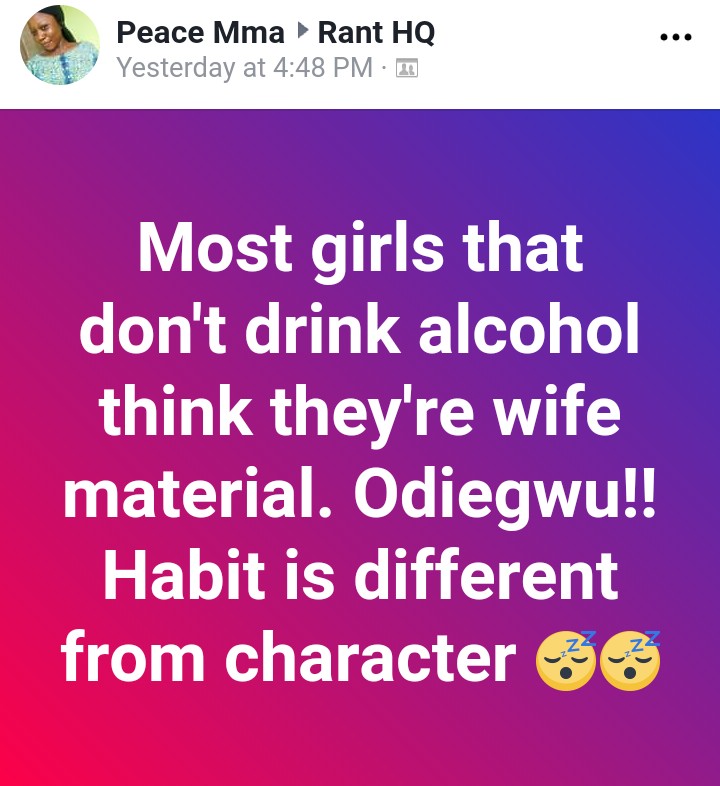 Peace Mma ▶ Rant HQ
Yesterday at 4:48 PM ·
Most girls that
don't drink alcohol
think they're wife
material. Odiegwu!!
Habit is different
from character 😴😴